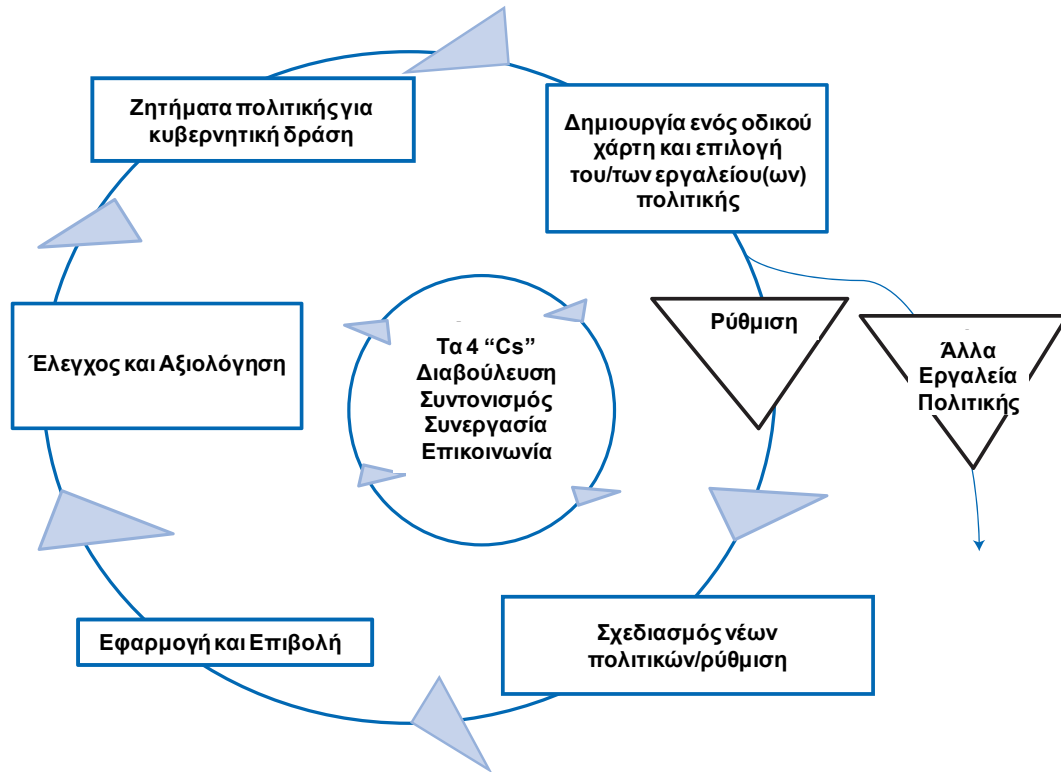 Ζητήματα πολιτικής για
κυβερνητική δράση
Δημιουργία ενός οδικού
χάρτη και επιλογή
του/των εργαλείου(ων)
πολιτικής
Ρύθμιση
Άλλα
Εργαλεία
Πολιτικής
Έλεγχος και Αξιολόγηση
Τα 4 “Cs”
Διαβούλευση
Συντονισμός
Συνεργασία
Επικοινωνία
Εφαρμογή και Επιβολή
Σχεδιασμός νέων
πολιτικών/ρύθμιση